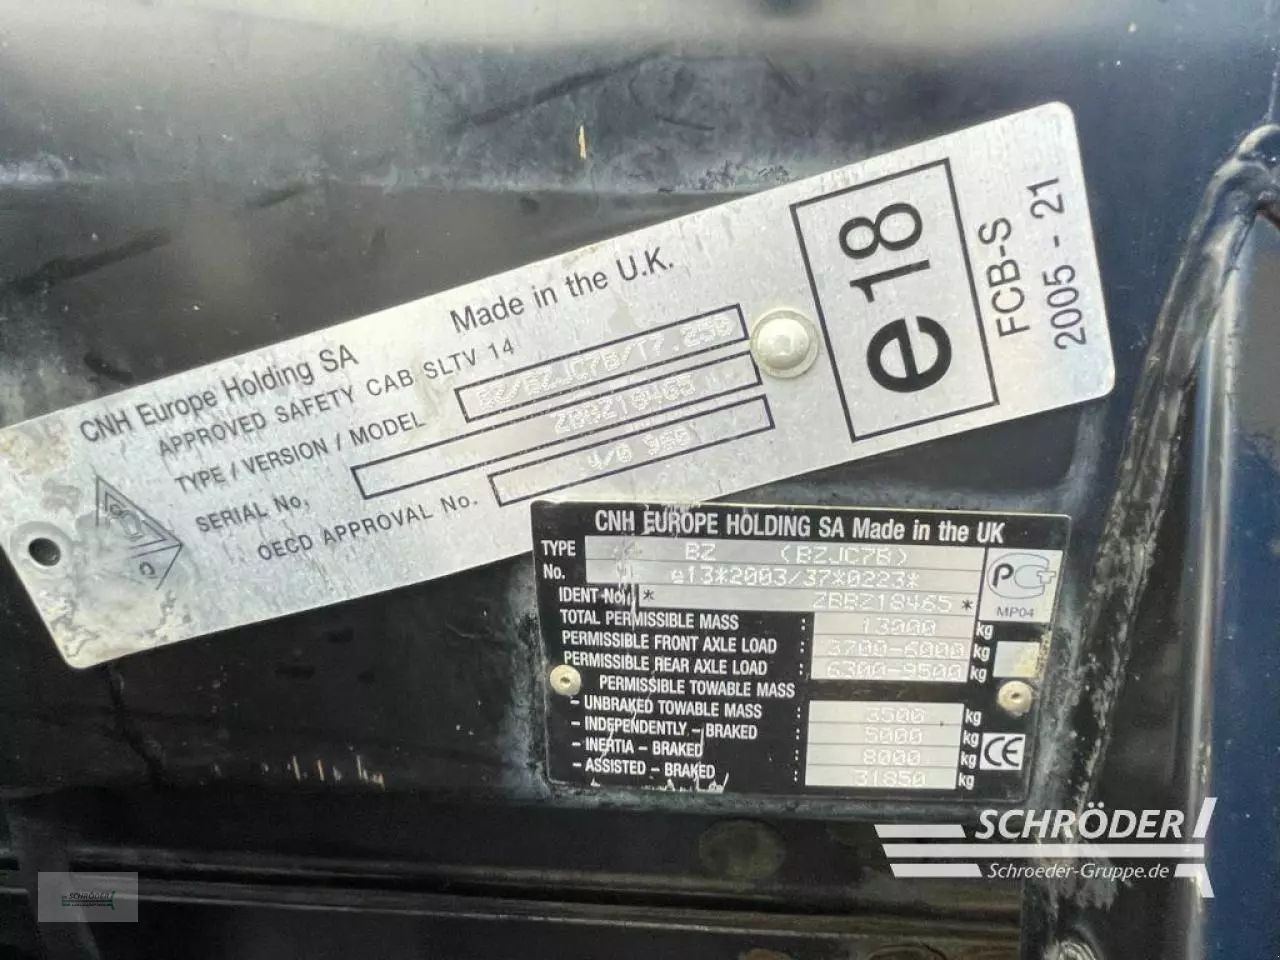 CNH Europe Holding SA Made in the U.K.
APPROVED SAFETY CAB SLTV 14
TYPE / VERSION / MODEL BZ/BZJC7B/T7.250
SERIAL No. ZBBZ18465
OECD APPROVAL No. 4/0 960
e18
FCB-S
2005 - 21
CNH EUROPE HOLDING SA Made in the UK
TYPE BZ (BZJC7B)
No. e13*2003/37*0223*
IDENT No. * ZBBZ18465 *
MP04
TOTAL PERMISSIBLE MASS : 13000 kg
PERMISSIBLE FRONT AXLE LOAD : 3700-6000 kg
PERMISSIBLE REAR AXLE LOAD : 6300-9500 kg
PERMISSIBLE TOWABLE MASS
- UNBRAKED TOWABLE MASS : 3500 kg
- INDEPENDENTLY - BRAKED : 5000 kg
- INERTIA - BRAKED : 8000 kg
- ASSISTED - BRAKED : 31850 kg
CE
SCHRÖDER
Schroeder-Gruppe.de
SCHRÖDER